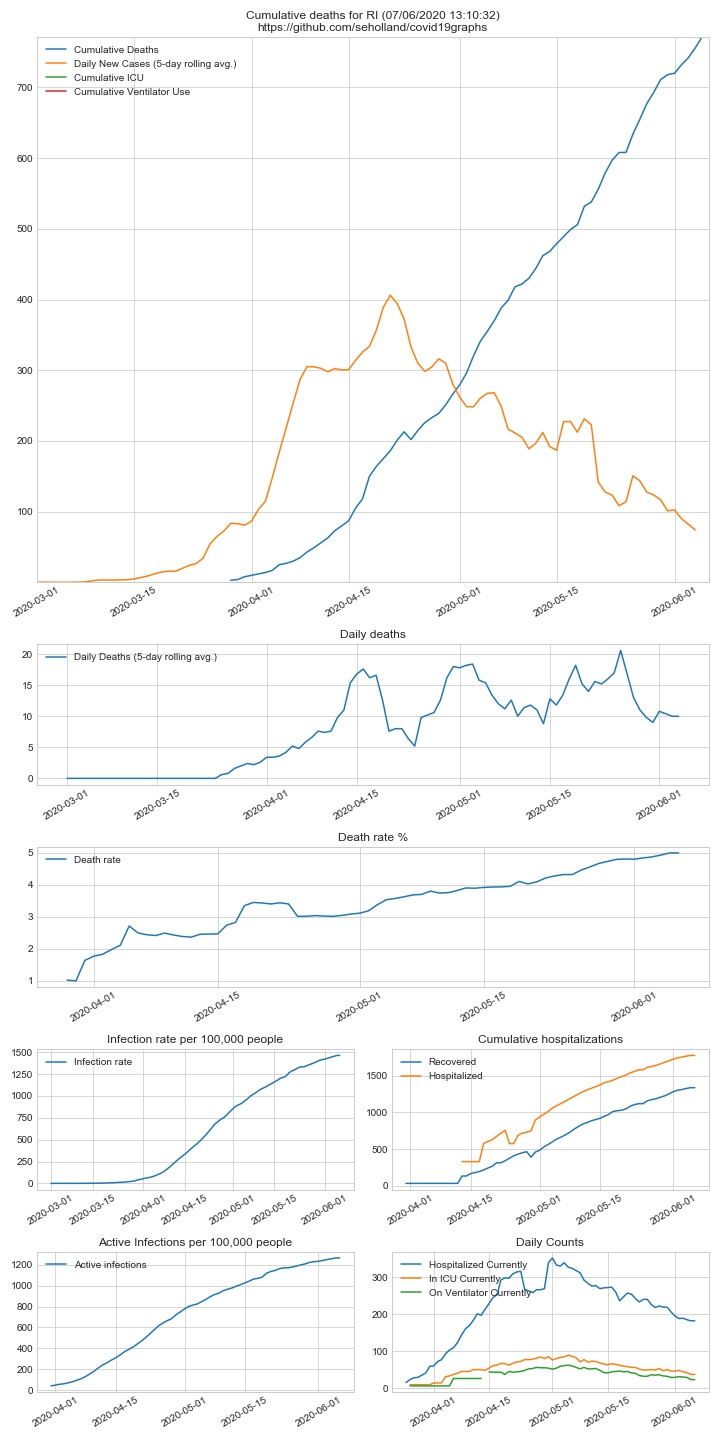 Cumulative deaths for RI (07/06/2020 13:10:32)
https://github.com/seholland/covid19graphs
Cumulative Deaths
Daily New Cases (5-day rolling avg.)
Cumulative ICU
Cumulative Ventilator Use
700
600
500
400
300
200
100
2020-03-01 2020-03-15 2020-04-01 2020-04-15 2020-05-01 2020-05-15 2020-06-01
Daily deaths
Daily Deaths (5-day rolling avg.)
20
15
10
5
0
2020-03-01 2020-03-15 2020-04-01 2020-04-15 2020-05-01 2020-05-15 2020-06-01
Death rate %
Death rate
5
4
3
2
1
2020-04-01 2020-04-15 2020-05-01 2020-05-15 2020-06-01
Infection rate per 100,000 people
Infection rate
1500
1250
1000
750
500
250
0
2020-03-01 2020-03-15 2020-04-01 2020-04-15 2020-05-01 2020-05-15 2020-06-01
Cumulative hospitalizations
Recovered
Hospitalized
1500
1000
500
0
2020-04-01 2020-04-15 2020-05-01 2020-05-15 2020-06-01
Active Infections per 100,000 people
Active infections
1200
1000
800
600
400
200
0
2020-04-01 2020-04-15 2020-05-01 2020-05-15 2020-06-01
Daily Counts
Hospitalized Currently
In ICU Currently
On Ventilator Currently
300
200
100
0
2020-04-01 2020-04-15 2020-05-01 2020-05-15 2020-06-01